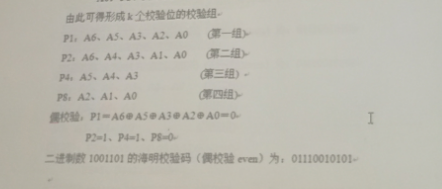 由此可得形成 k 个校验位的校验组
P1，A6、A5、A3、A2、A0 (第一组)
P2，A6、A4、A3、A1、A0 (第二组)
P4，A5、A4、A3 (第三组)
P8，A2、A1、A0 (第四组)
偶校验，P1=A6⊕A5⊕A3⊕A2⊕A0=0
P2=1、P4=1、P8=0
二进制数 1001101 的海明校验码（偶校验 even）为：01110010101